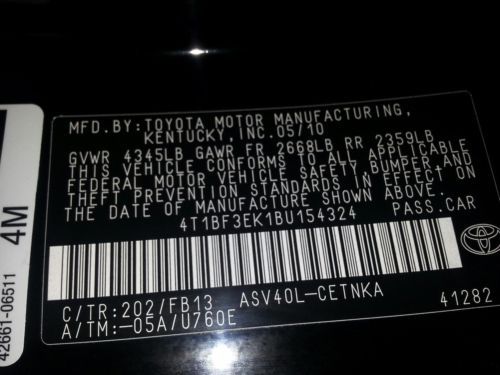 MFD.BY:TOYOTA MOTOR MANUFACTURING,
KENTUCKY,INC.05/10
GVWR 4345LB GAWR FR 2668LB RR 2359LB
THIS VEHICLE CONFORMS TO ALL APPLICABLE
FEDERAL MOTOR VEHICLE SAFETY,BUMPER,AND
THEFT PREVENTION STANDARDS IN EFFECT ON
THE DATE OF MANUFACTURE SHOWN ABOVE.
4T1BF3EK1BU154324 PASS.CAR
C/TR:202/FB13 ASV40L-CETNKA
A/TM:-05A/U760E 41282
4M
42661-06511